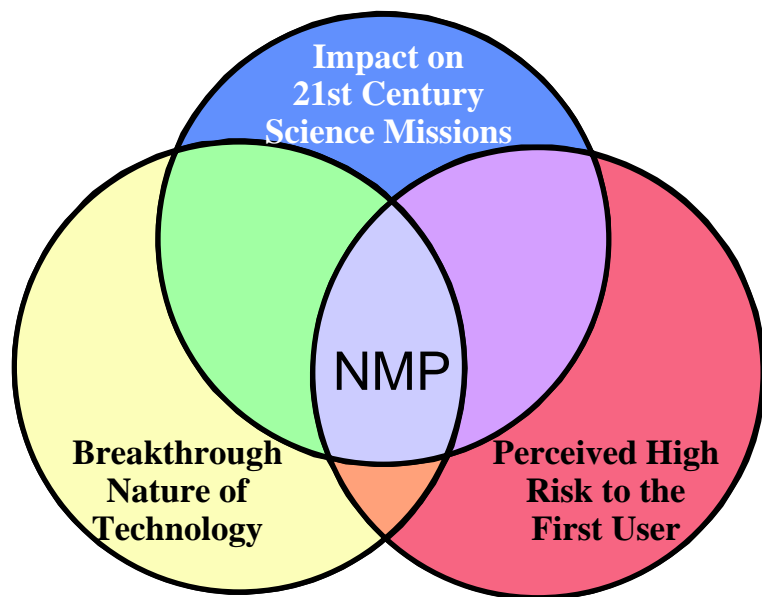 Impact on
21st Century
Science Missions
NMP
Breakthrough
Nature of
Technology
Perceived High
Risk to the
First User